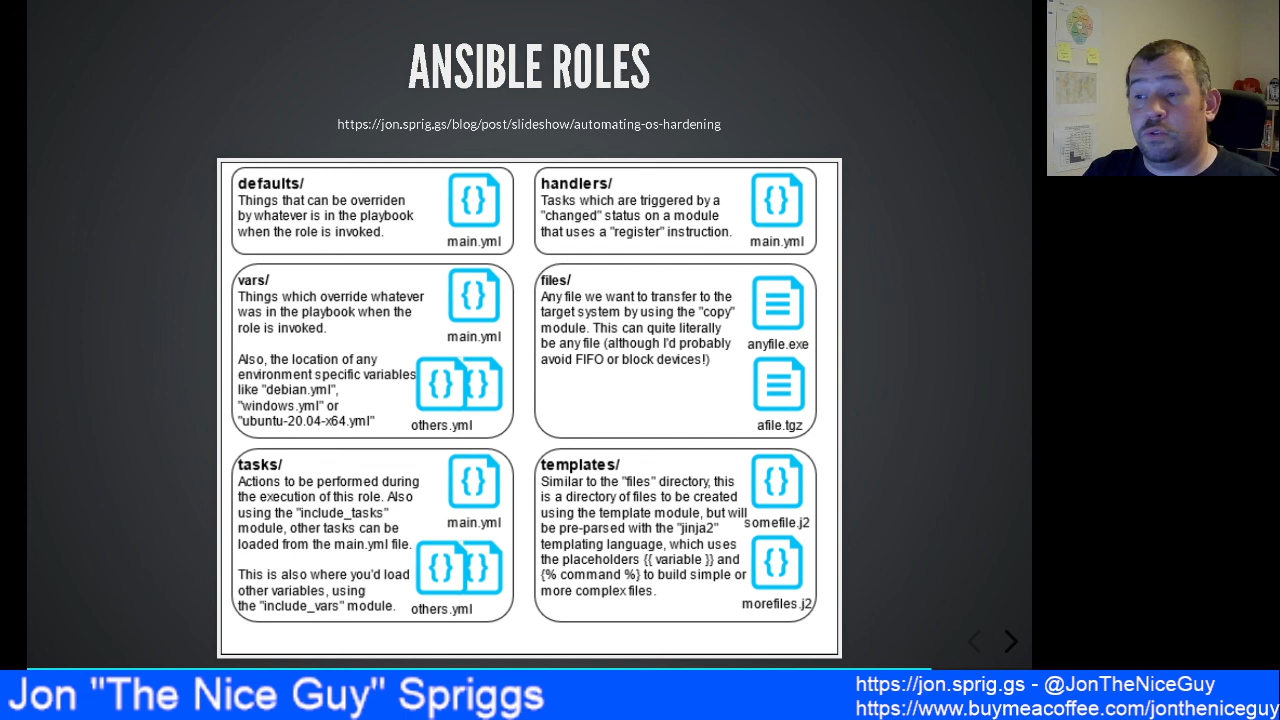 ANSIBLE ROLES
https://jon.sprig.gs/blog/post/slideshow/automating-os-hardening
defaults/
Things that can be overriden
by whatever is in the playbook
when the role is invoked.
main.yml
handlers/
Tasks which are triggered by a
"changed" status on a module
that uses a "register" instruction.
main.yml
vars/
Things which override whatever
was in the playbook when the
role is invoked.
main.yml
Also, the location of any
environment specific variables
like "debian.yml",
"windows.yml" or
"ubuntu-20.04-x64.yml"
others.yml
files/
Any file we want to transfer to the
target system by using the "copy"
module. This can quite literally
be any file (although I'd probably
avoid FIFO or block devices!)
anyfile.exe
afile.tgz
tasks/
Actions to be performed during
the execution of this role. Also
using the "include_tasks"
module, other tasks can be
loaded from the main.yml file.
main.yml
This is also where you'd load
other variables, using
the "include_vars" module.
others.yml
templates/
Similar to the "files" directory, this
is a directory of files to be created
using the template module, but will
be pre-parsed with the "jinja2"
templating language, which uses
the placeholders {{ variable }} and
{% command %} to build simple or
more complex files.
somefile.j2
morefiles.j2
Jon "The Nice Guy" Spriggs
https://jon.sprig.gs - @JonTheNiceGuy
https://www.buymeacoffee.com/jontheniceguy